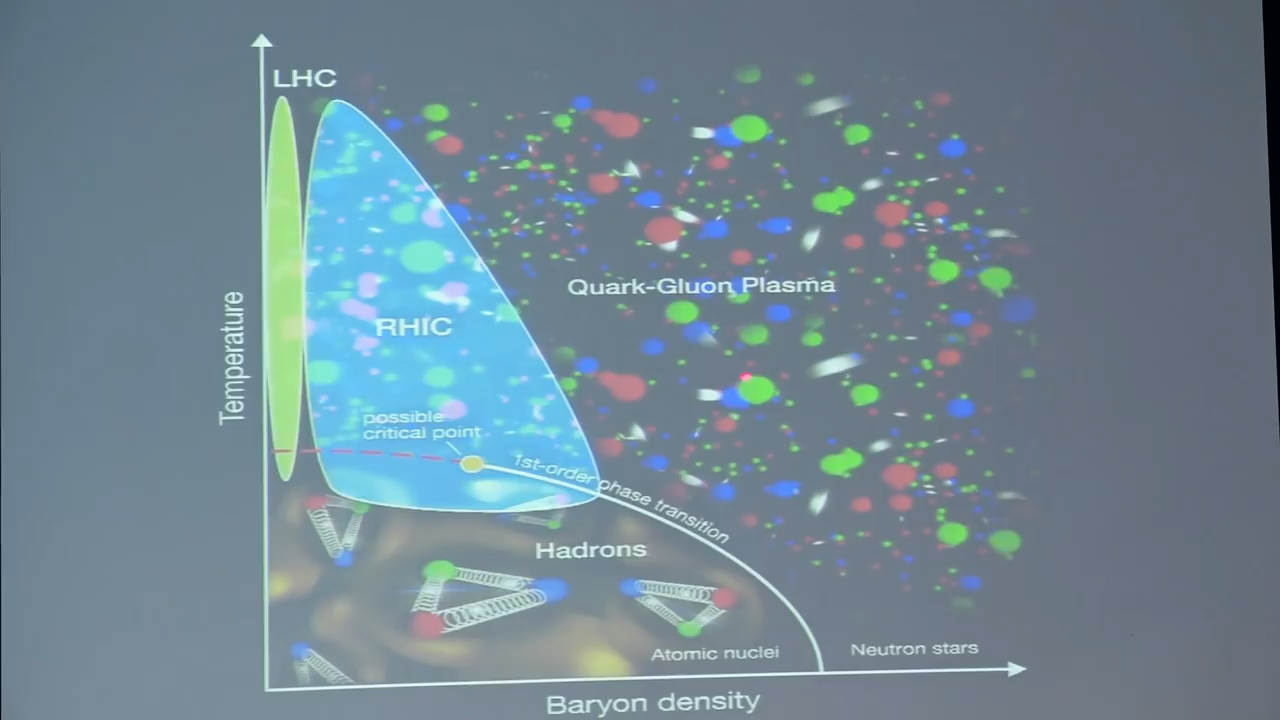 LHC
Quark-Gluon Plasma
RHIC
Temperature
possible
critical point
1st-order phase transition
Hadrons
Atomic nuclei
Neutron stars
Baryon density